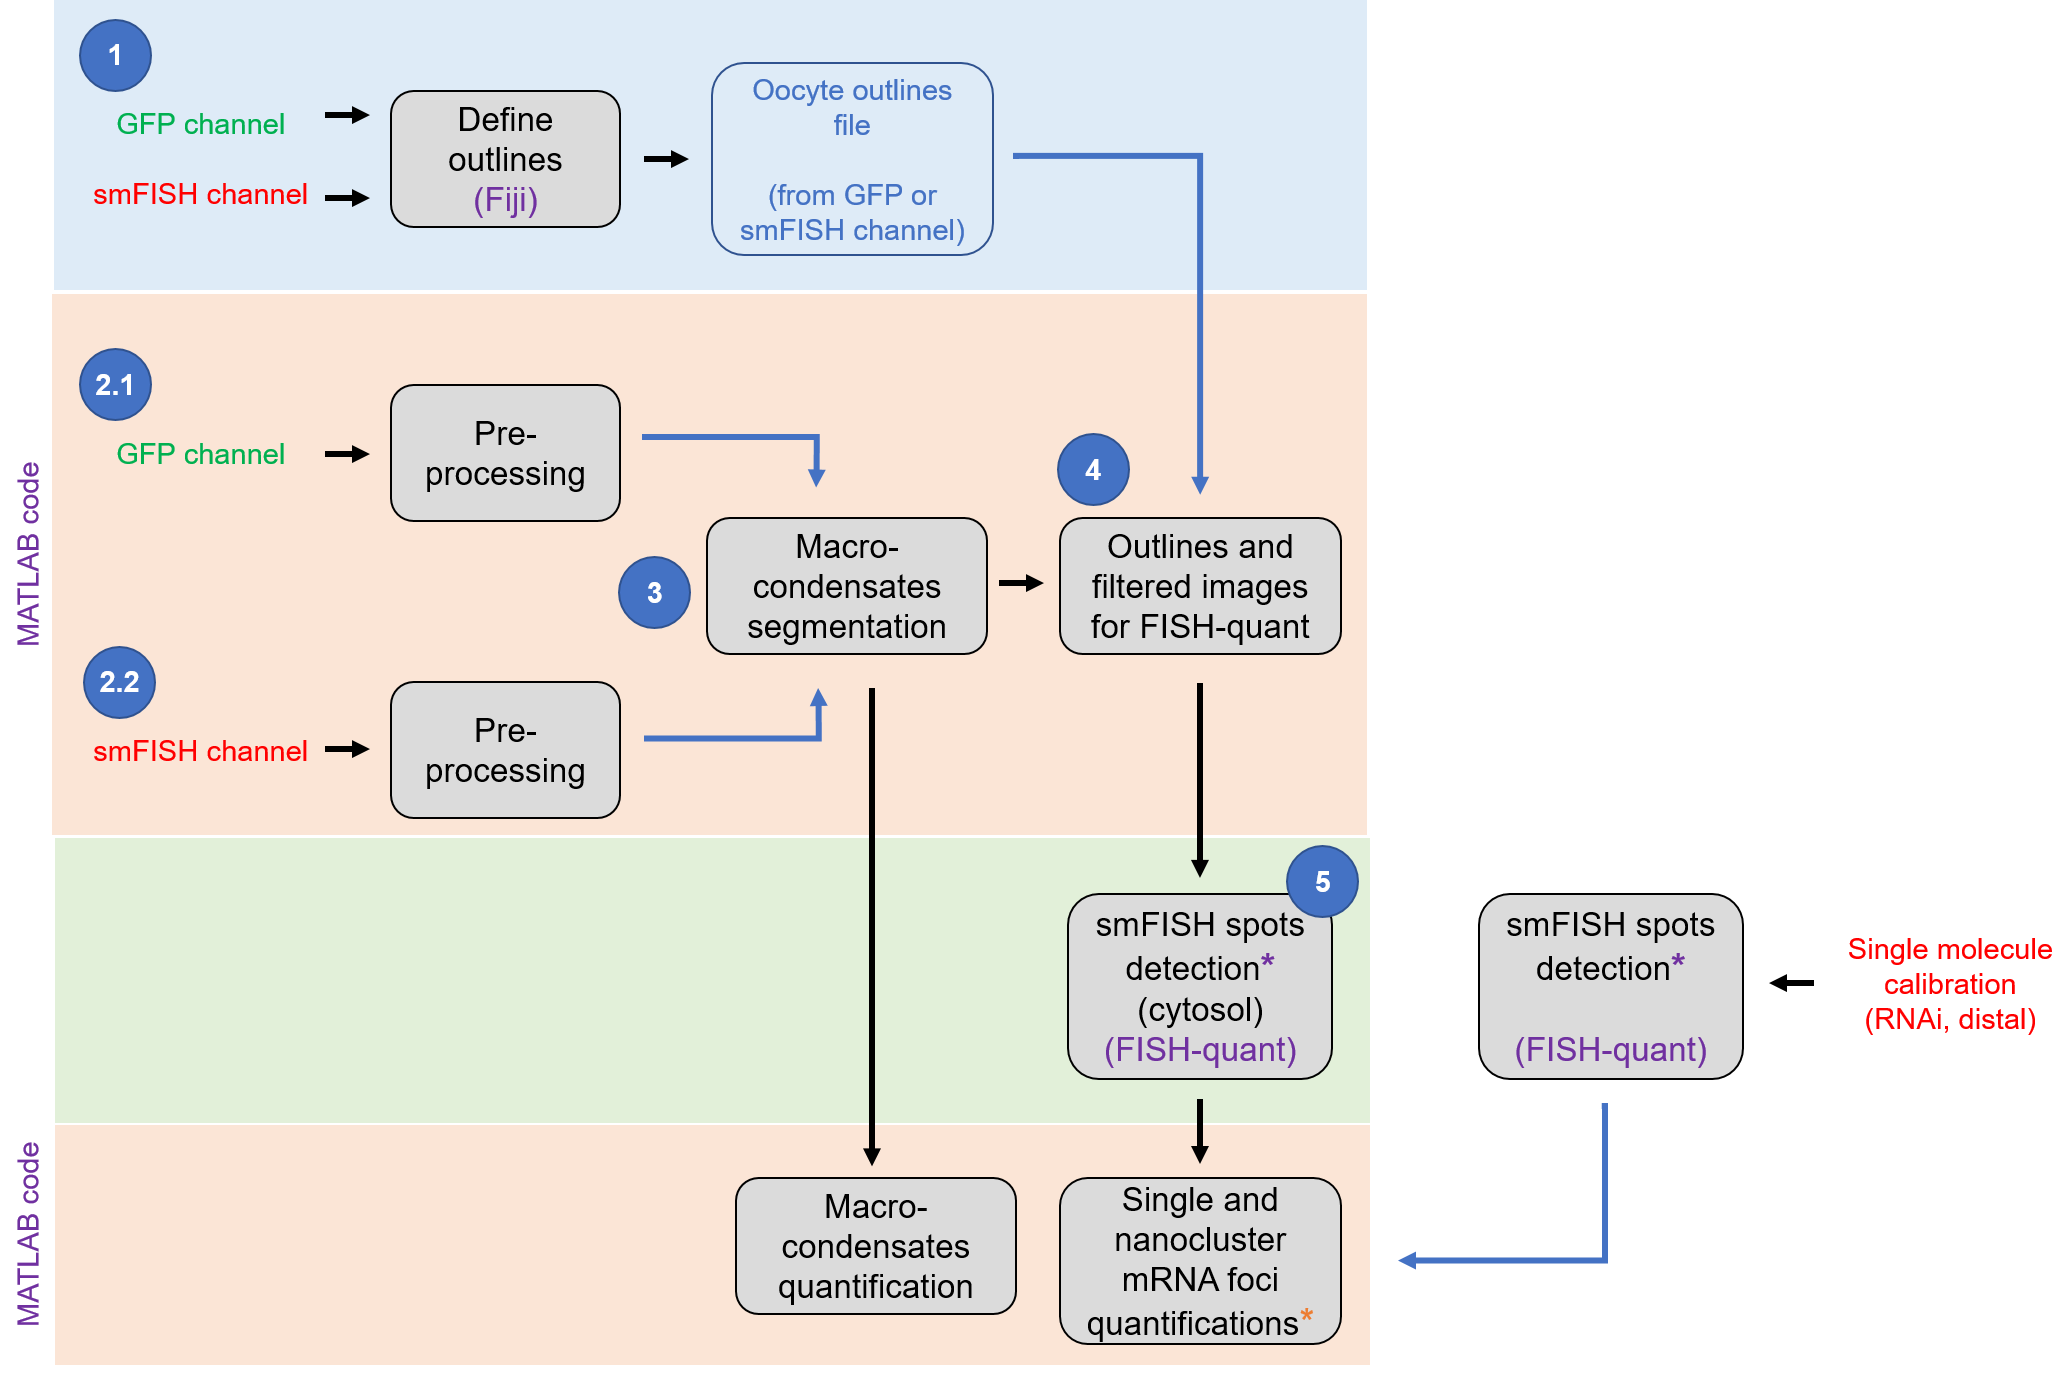 1
GFP channel
smFISH channel
Define
outlines
(Fiji)
Oocyte outlines
file
(from GFP or
smFISH channel)
MATLAB code
2.1
GFP channel
Pre-
processing
2.2
smFISH channel
Pre-
processing
3
Macro-
condensates
segmentation
4
Outlines and
filtered images
for FISH-quant
5
smFISH spots
detection*
(cytosol)
(FISH-quant)
smFISH spots
detection*
(FISH-quant)
Single molecule
calibration
(RNAi, distal)
MATLAB code
Macro-
condensates
quantification
Single and
nanocluster
mRNA foci
quantifications*